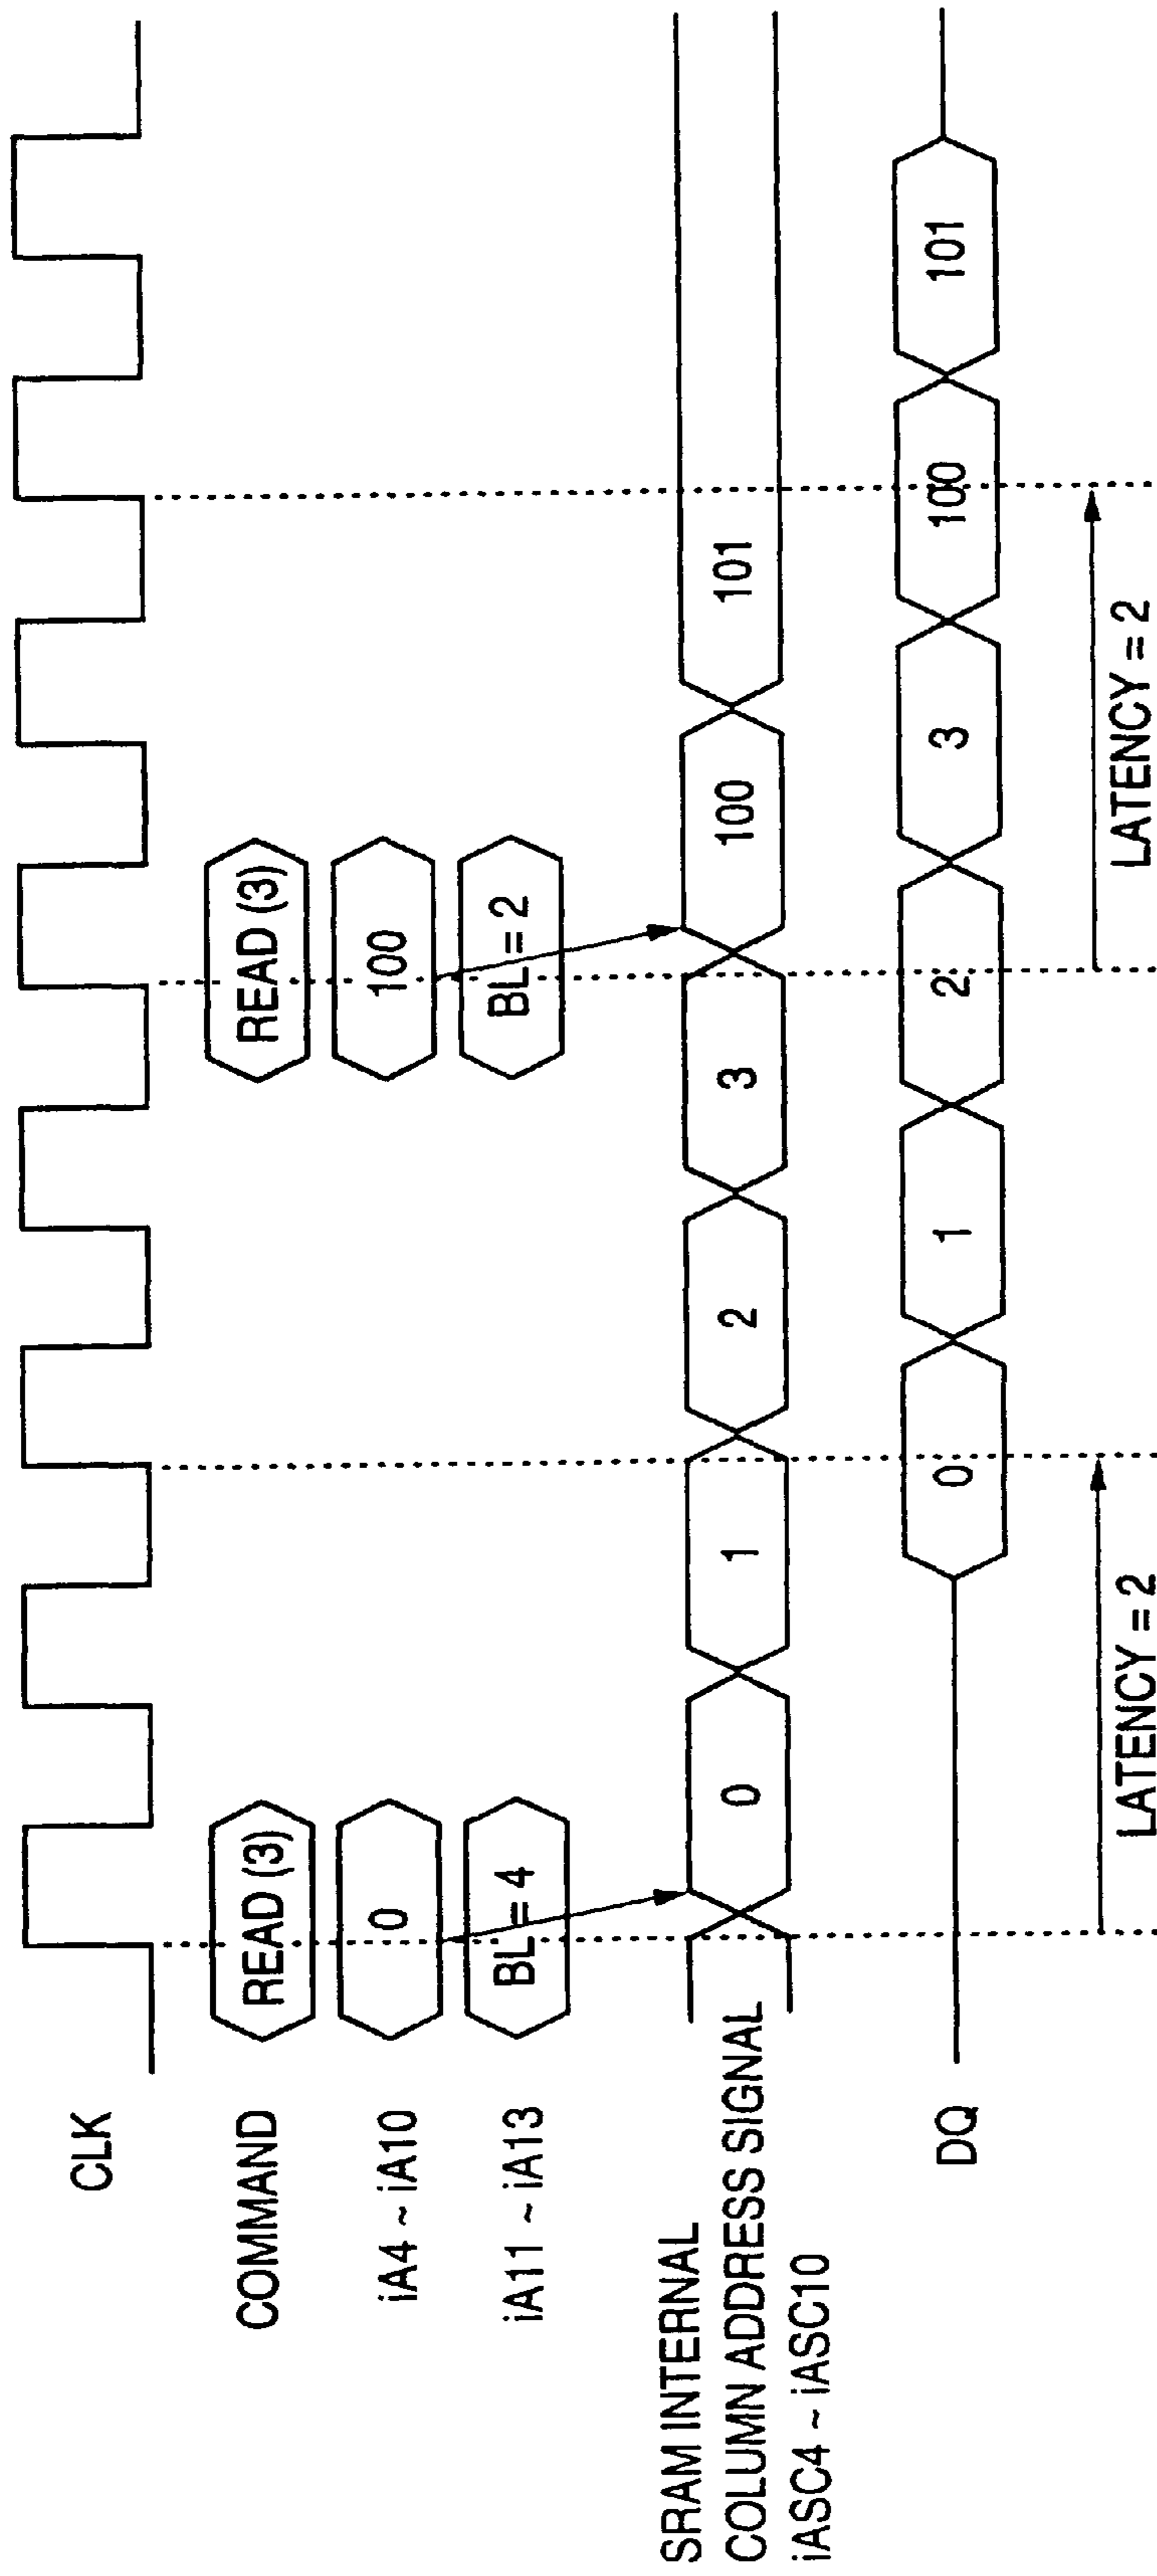 CLK
COMMAND
READ (3)
READ (3)
iA4 ~ iA10
0
100
iA11 ~ iA13
BL = 4
BL = 2
SRAM INTERNAL
COLUMN ADDRESS SIGNAL
iASC4 ~ iASC10
0
1
2
3
100
101
DQ
0
1
2
3
100
101
LATENCY = 2
LATENCY = 2